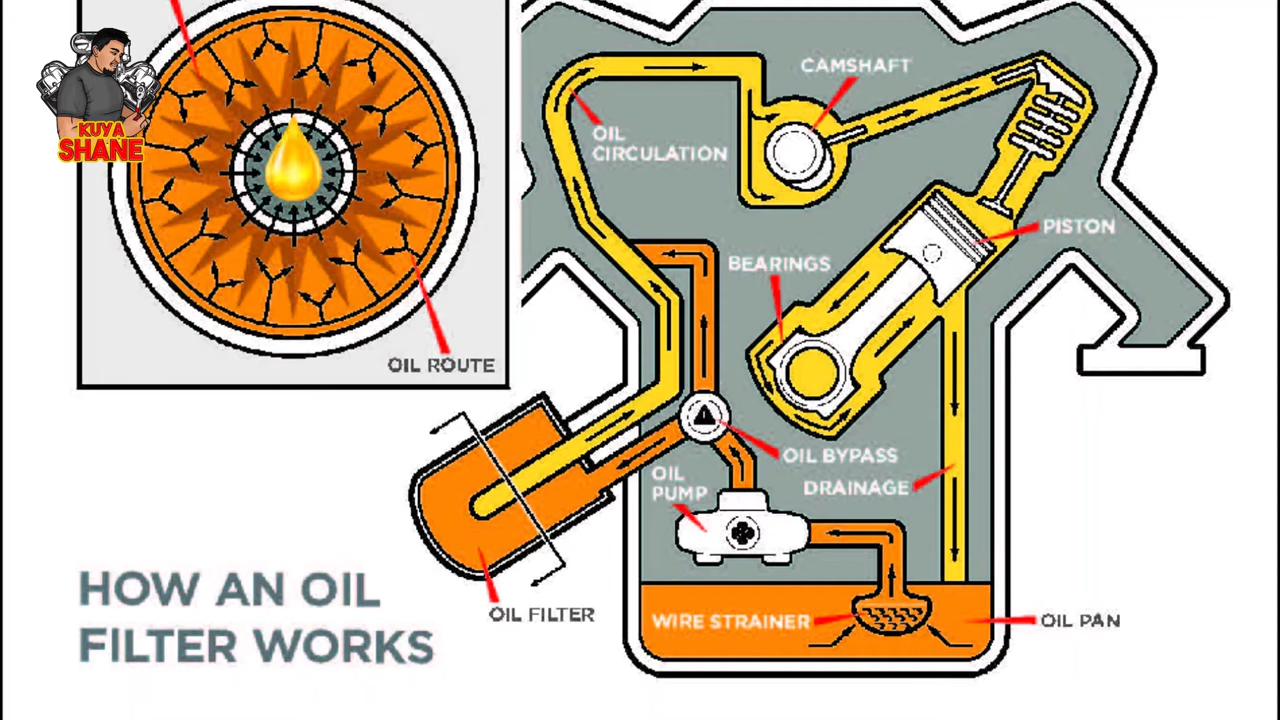 KUYA
SHANE
CAMSHAFT
OIL
CIRCULATION
PISTON
BEARINGS
OIL ROUTE
OIL BYPASS
OIL
PUMP
DRAINAGE
HOW AN OIL
FILTER WORKS
OIL FILTER
WIRE STRAINER
OIL PAN